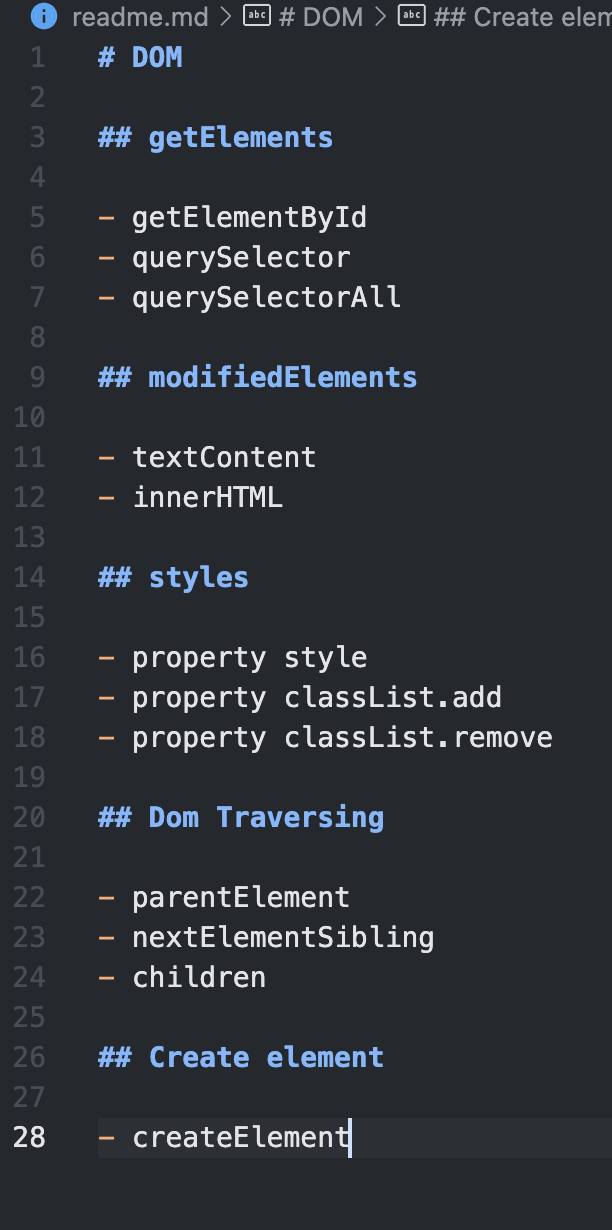 readme.md > # DOM > ## Create elem
1 # DOM
2
3 ## getElements
4
5 - getElementById
6 - querySelector
7 - querySelectorAll
8
9 ## modifiedElements
10
11 - textContent
12 - innerHTML
13
14 ## styles
15
16 - property style
17 - property classList.add
18 - property classList.remove
19
20 ## Dom Traversing
21
22 - parentElement
23 - nextElementSibling
24 - children
25
26 ## Create element
27
28 - createElement